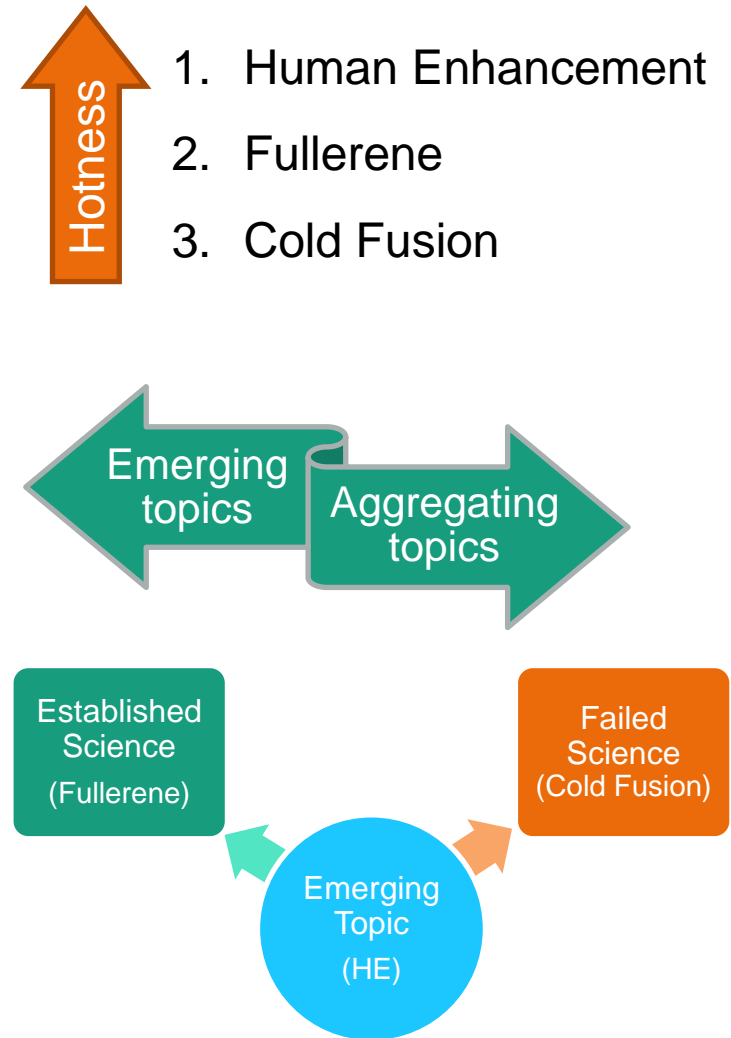 Hotness
1. Human Enhancement
2. Fullerene
3. Cold Fusion
Emerging
topics
Aggregating
topics
Established
Science
(Fullerene)
Failed
Science
(Cold Fusion)
Emerging
Topic
(HE)